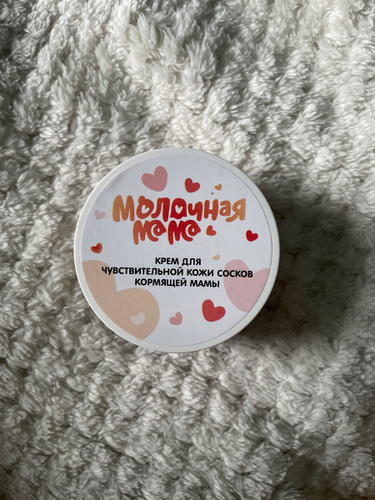 Молочная
мама
КРЕМ ДЛЯ
ЧУВСТВИТЕЛЬНОЙ КОЖИ СОСКОВ
КОРМЯЩЕЙ МАМЫ